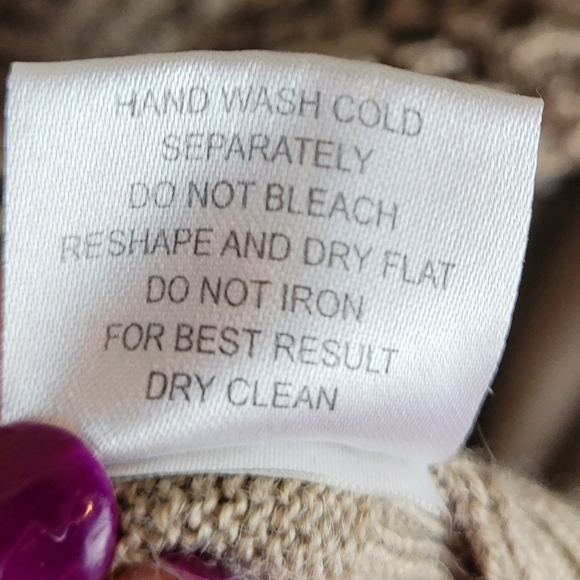 HAND WASH COLD
SEPARATELY
DO NOT BLEACH
RESHAPE AND DRY FLAT
DO NOT IRON
FOR BEST RESULT
DRY CLEAN